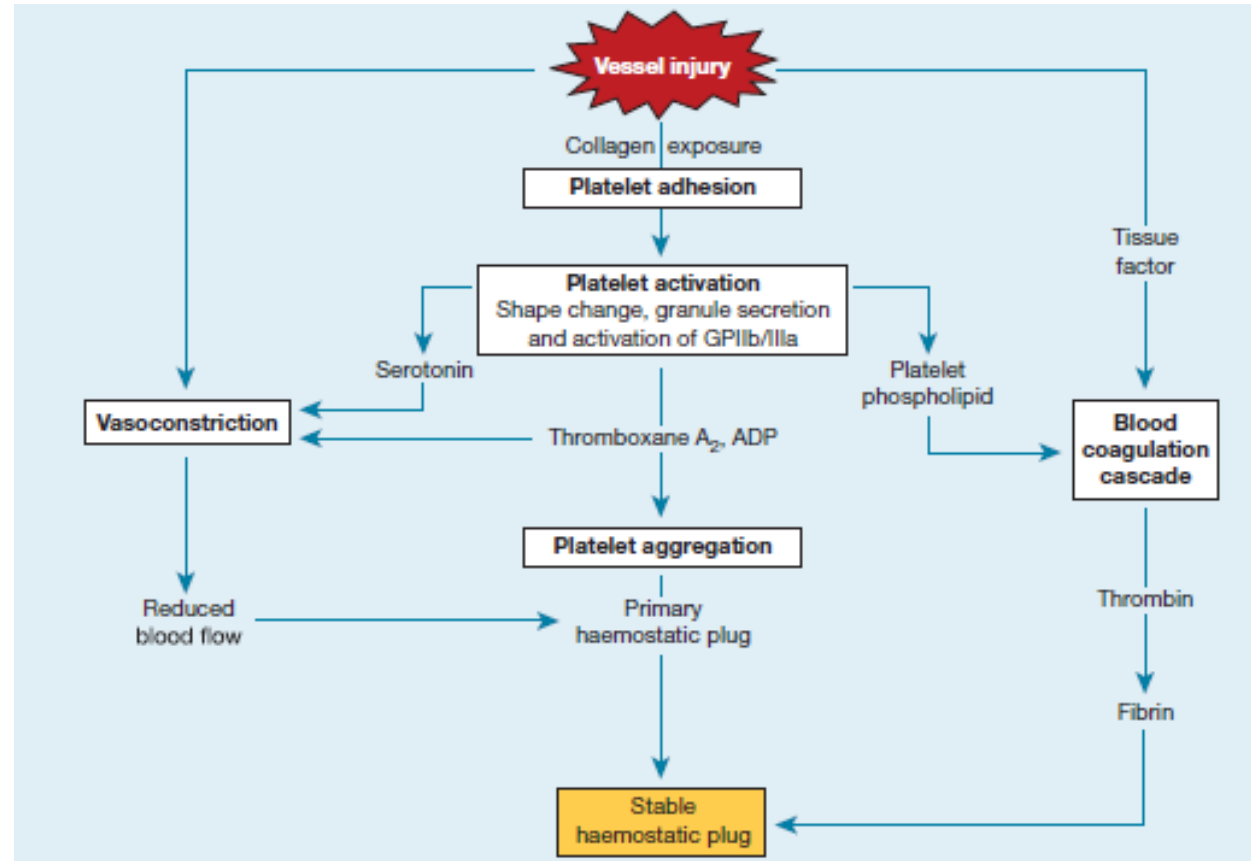 Vessel injury
Collagen exposure
Platelet adhesion
Tissue
factor
Platelet activation
Shape change, granule secretion
and activation of GPIIb/IIIa
Serotonin
Platelet
phospholipid
Vasoconstriction
Thromboxane A₂, ADP
Blood
coagulation
cascade
Platelet aggregation
Reduced
blood flow
Primary
haemostatic plug
Thrombin
Fibrin
Stable
haemostatic plug